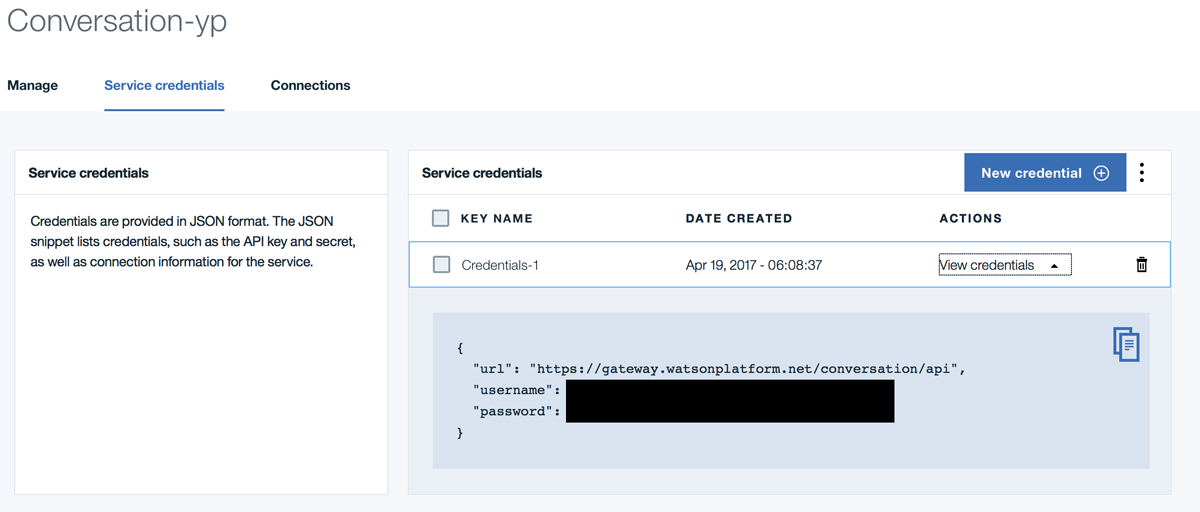 Conversation-yp
Manage Service credentials Connections
Service credentials
Credentials are provided in JSON format. The JSON
snippet lists credentials, such as the API key and secret,
as well as connection information for the service.
Service credentials New credential
KEY NAME DATE CREATED ACTIONS
Credentials-1 Apr 19, 2017 - 06:08:37 View credentials
{
"url": "https://gateway.watsonplatform.net/conversation/api",
"username":
"password":
}